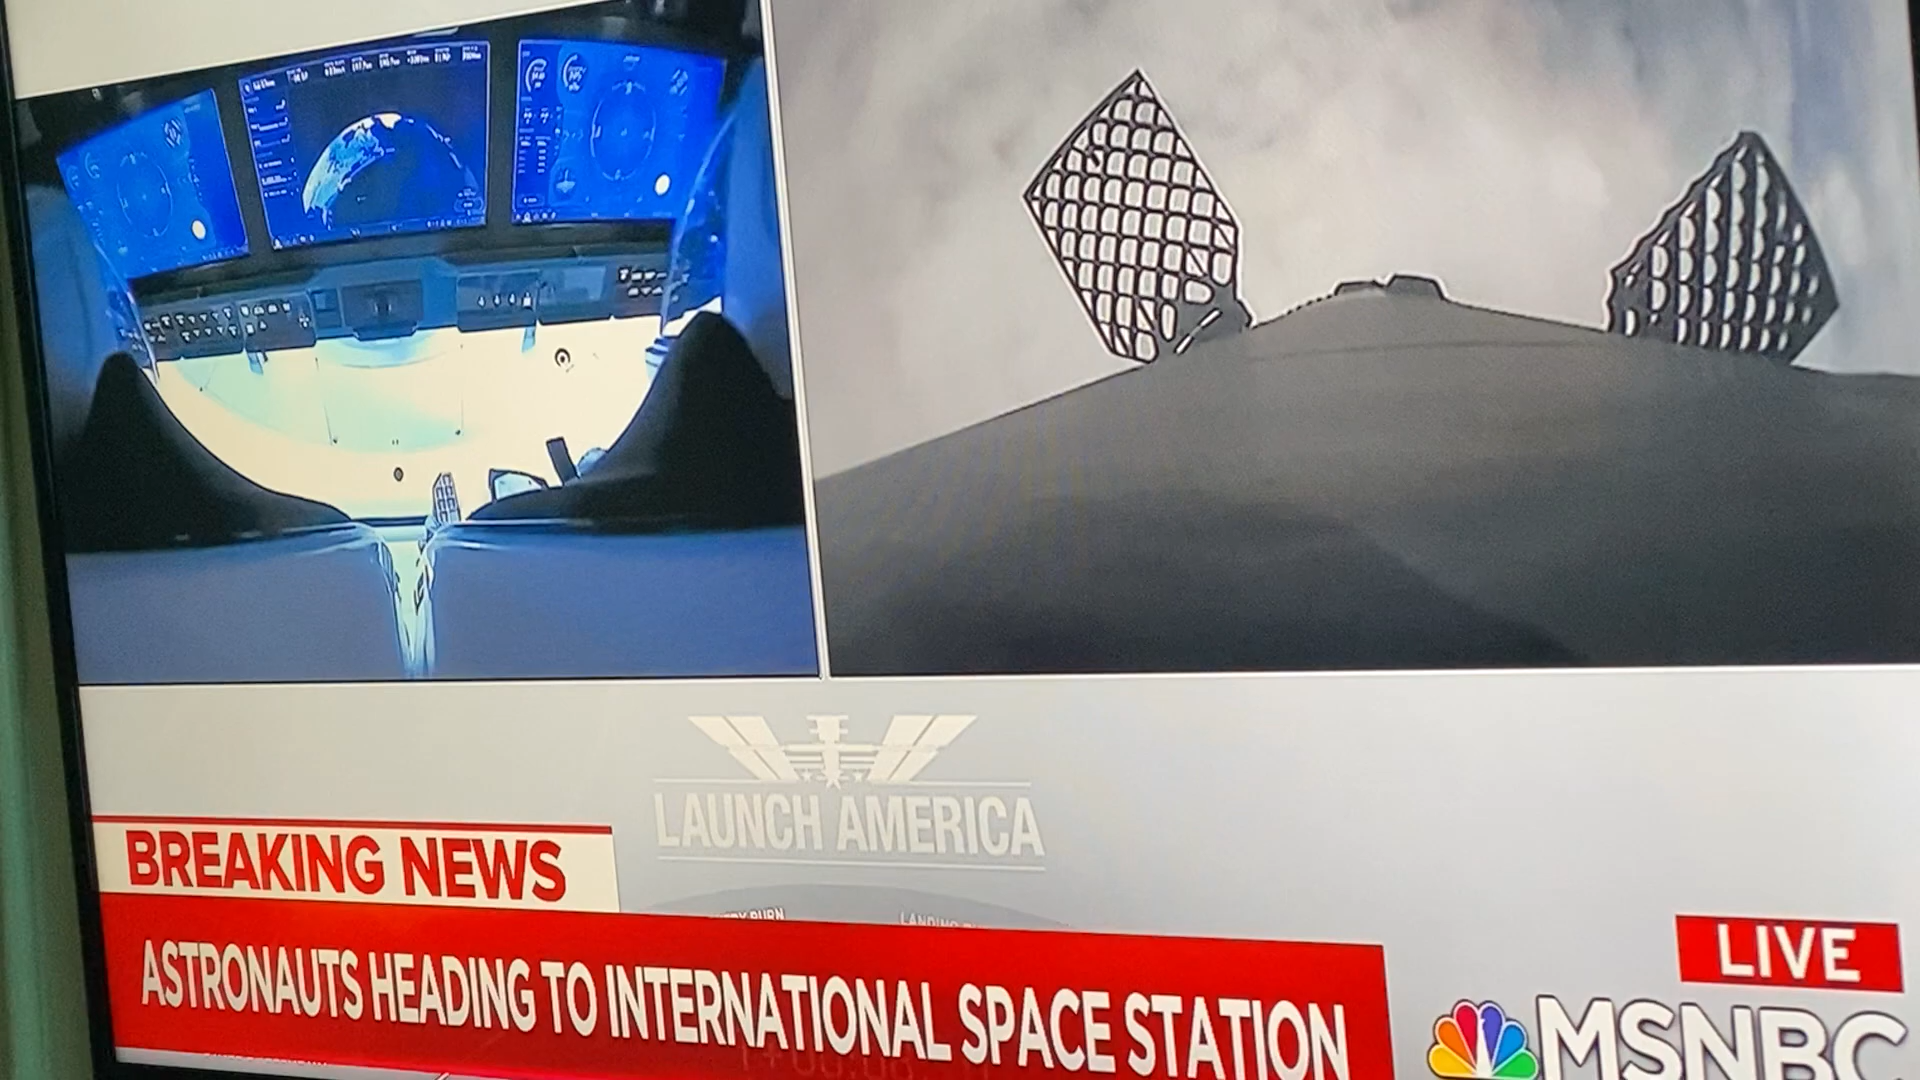 LAUNCH AMERICA
BREAKING NEWS
ASTRONAUTS HEADING TO INTERNATIONAL SPACE STATION
LIVE
MSNBC